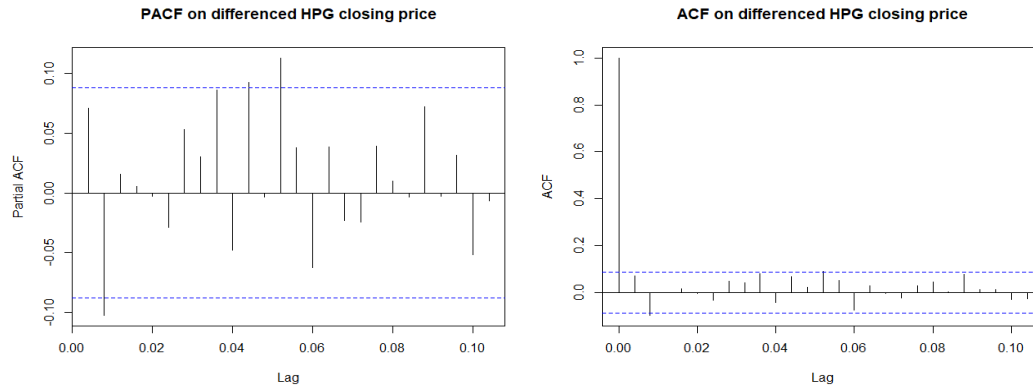 PACF on differenced HPG closing price
Partial ACF
0.10
0.05
0.00
-0.05
-0.10
0.00 0.02 0.04 0.06 0.08 0.10
Lag
ACF on differenced HPG closing price
ACF
1.0
0.8
0.6
0.4
0.2
0.0
0.00 0.02 0.04 0.06 0.08 0.10
Lag